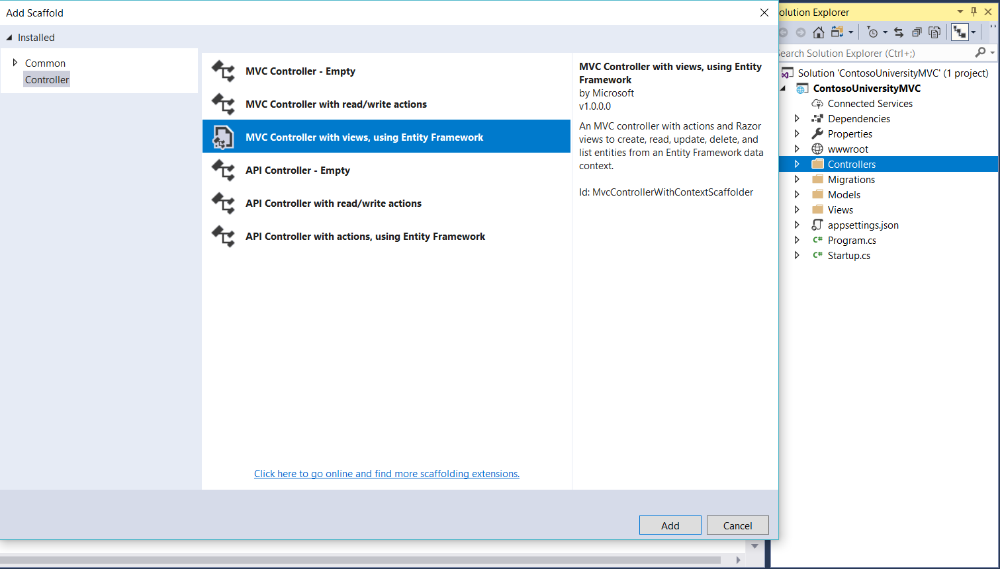 Add Scaffold
Installed
Common
Controller
MVC Controller - Empty
MVC Controller with read/write actions
MVC Controller with views, using Entity Framework
API Controller - Empty
API Controller with read/write actions
API Controller with actions, using Entity Framework
Click here to go online and find more scaffolding extensions.
MVC Controller with views, using Entity
Framework
by Microsoft
v1.0.0.0
An MVC controller with actions and Razor
views to create, read, update, delete, and
list entities from an Entity Framework data
context.
Id: MvcControllerWithContextScaffolder
Add
Cancel
olution Explorer
earch Solution Explorer (Ctrl+;)
Solution 'ContosoUniversityMVC' (1 project)
ContosoUniversityMVC
Connected Services
Dependencies
Properties
wwwroot
Controllers
Migrations
Models
Views
appsettings.json
C# Program.cs
C# Startup.cs